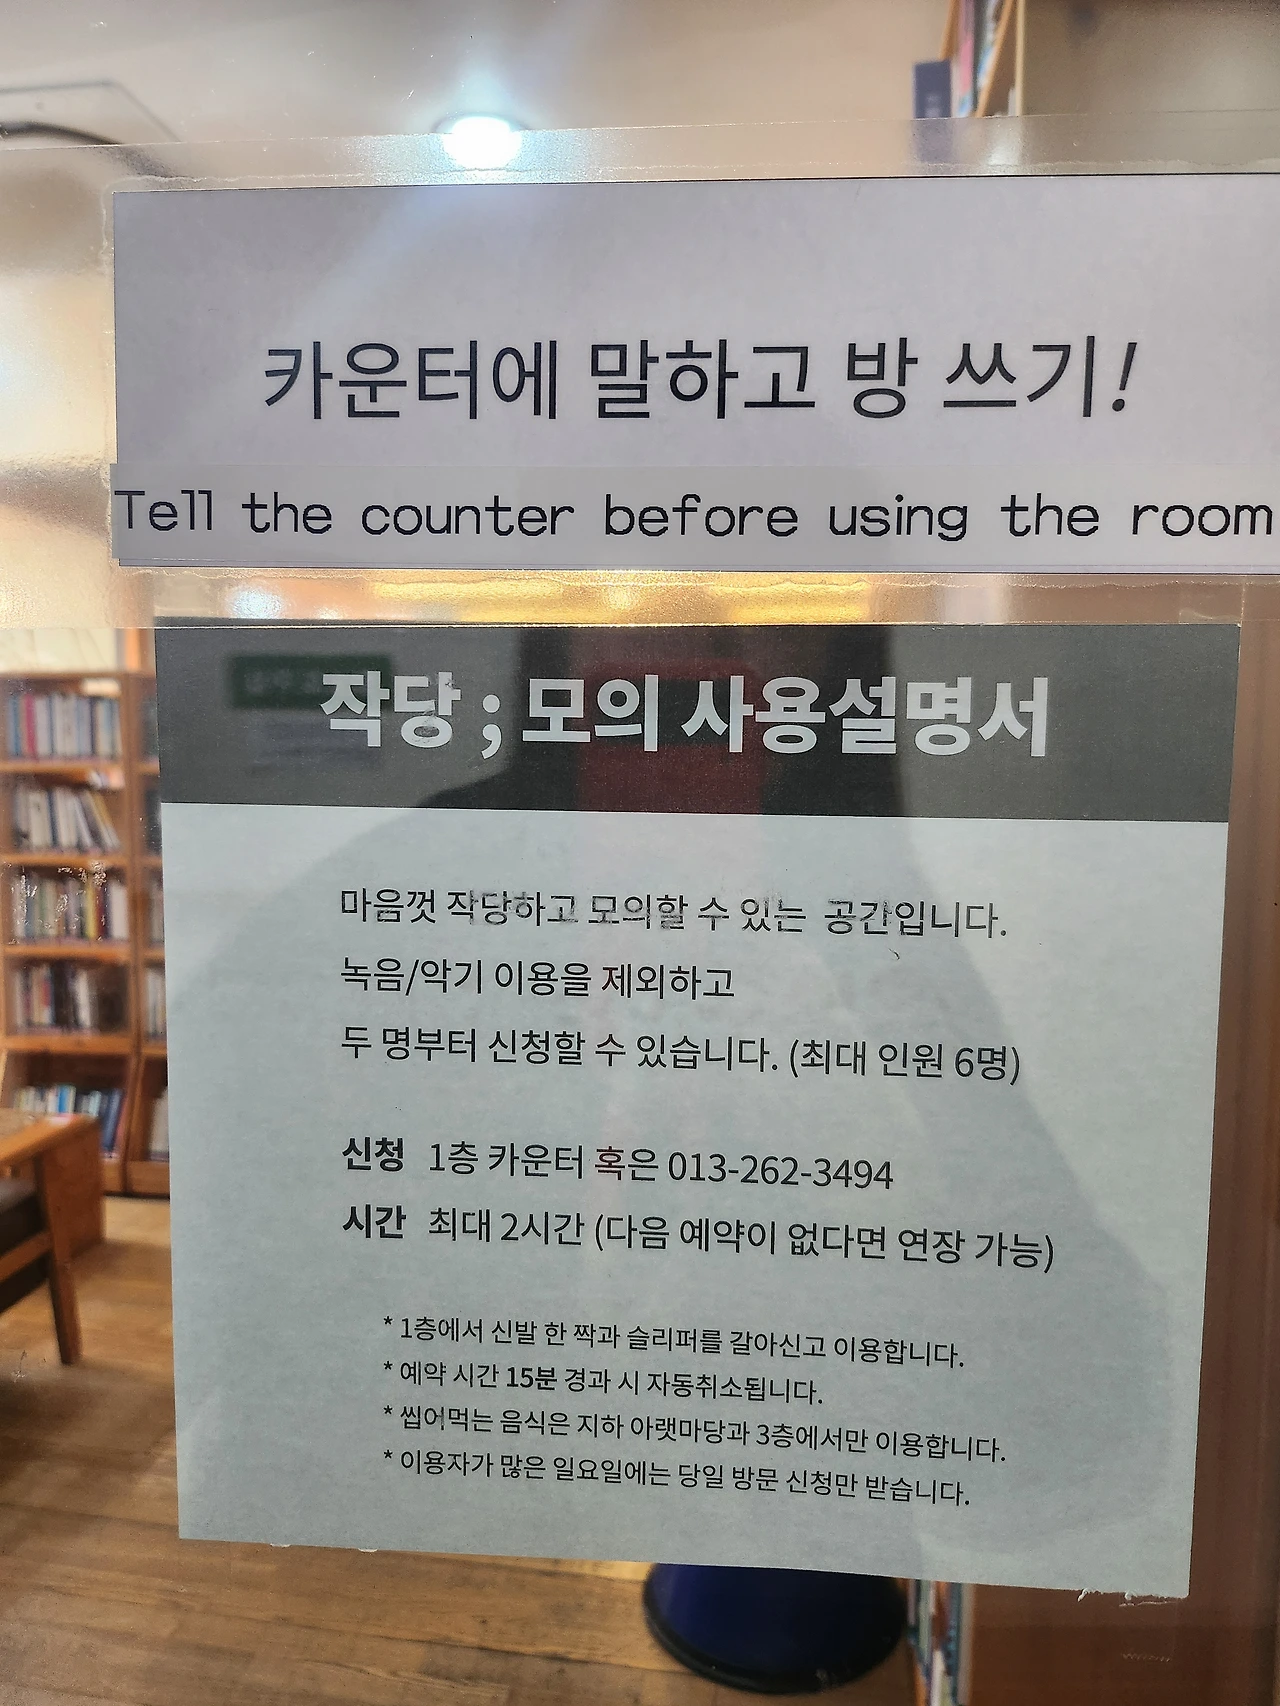 카운터에 말하고 방 쓰기!
Tell the counter before using the room
작당 ; 모의 사용설명서
마음껏 작당하고 모의할 수 있는 공간입니다.
녹음/악기 이용을 제외하고
두 명부터 신청할 수 있습니다. (최대 인원 6명)
신청 1층 카운터 혹은 013-262-3494
시간 최대 2시간 (다음 예약이 없다면 연장 가능)
* 1층에서 신발 한 짝과 슬리퍼를 갈아신고 이용합니다.
* 예약 시간 15분 경과 시 자동취소됩니다.
* 씹어먹는 음식은 지하 아랫마당과 3층에서만 이용합니다.
* 이용자가 많은 일요일에는 당일 방문 신청만 받습니다.